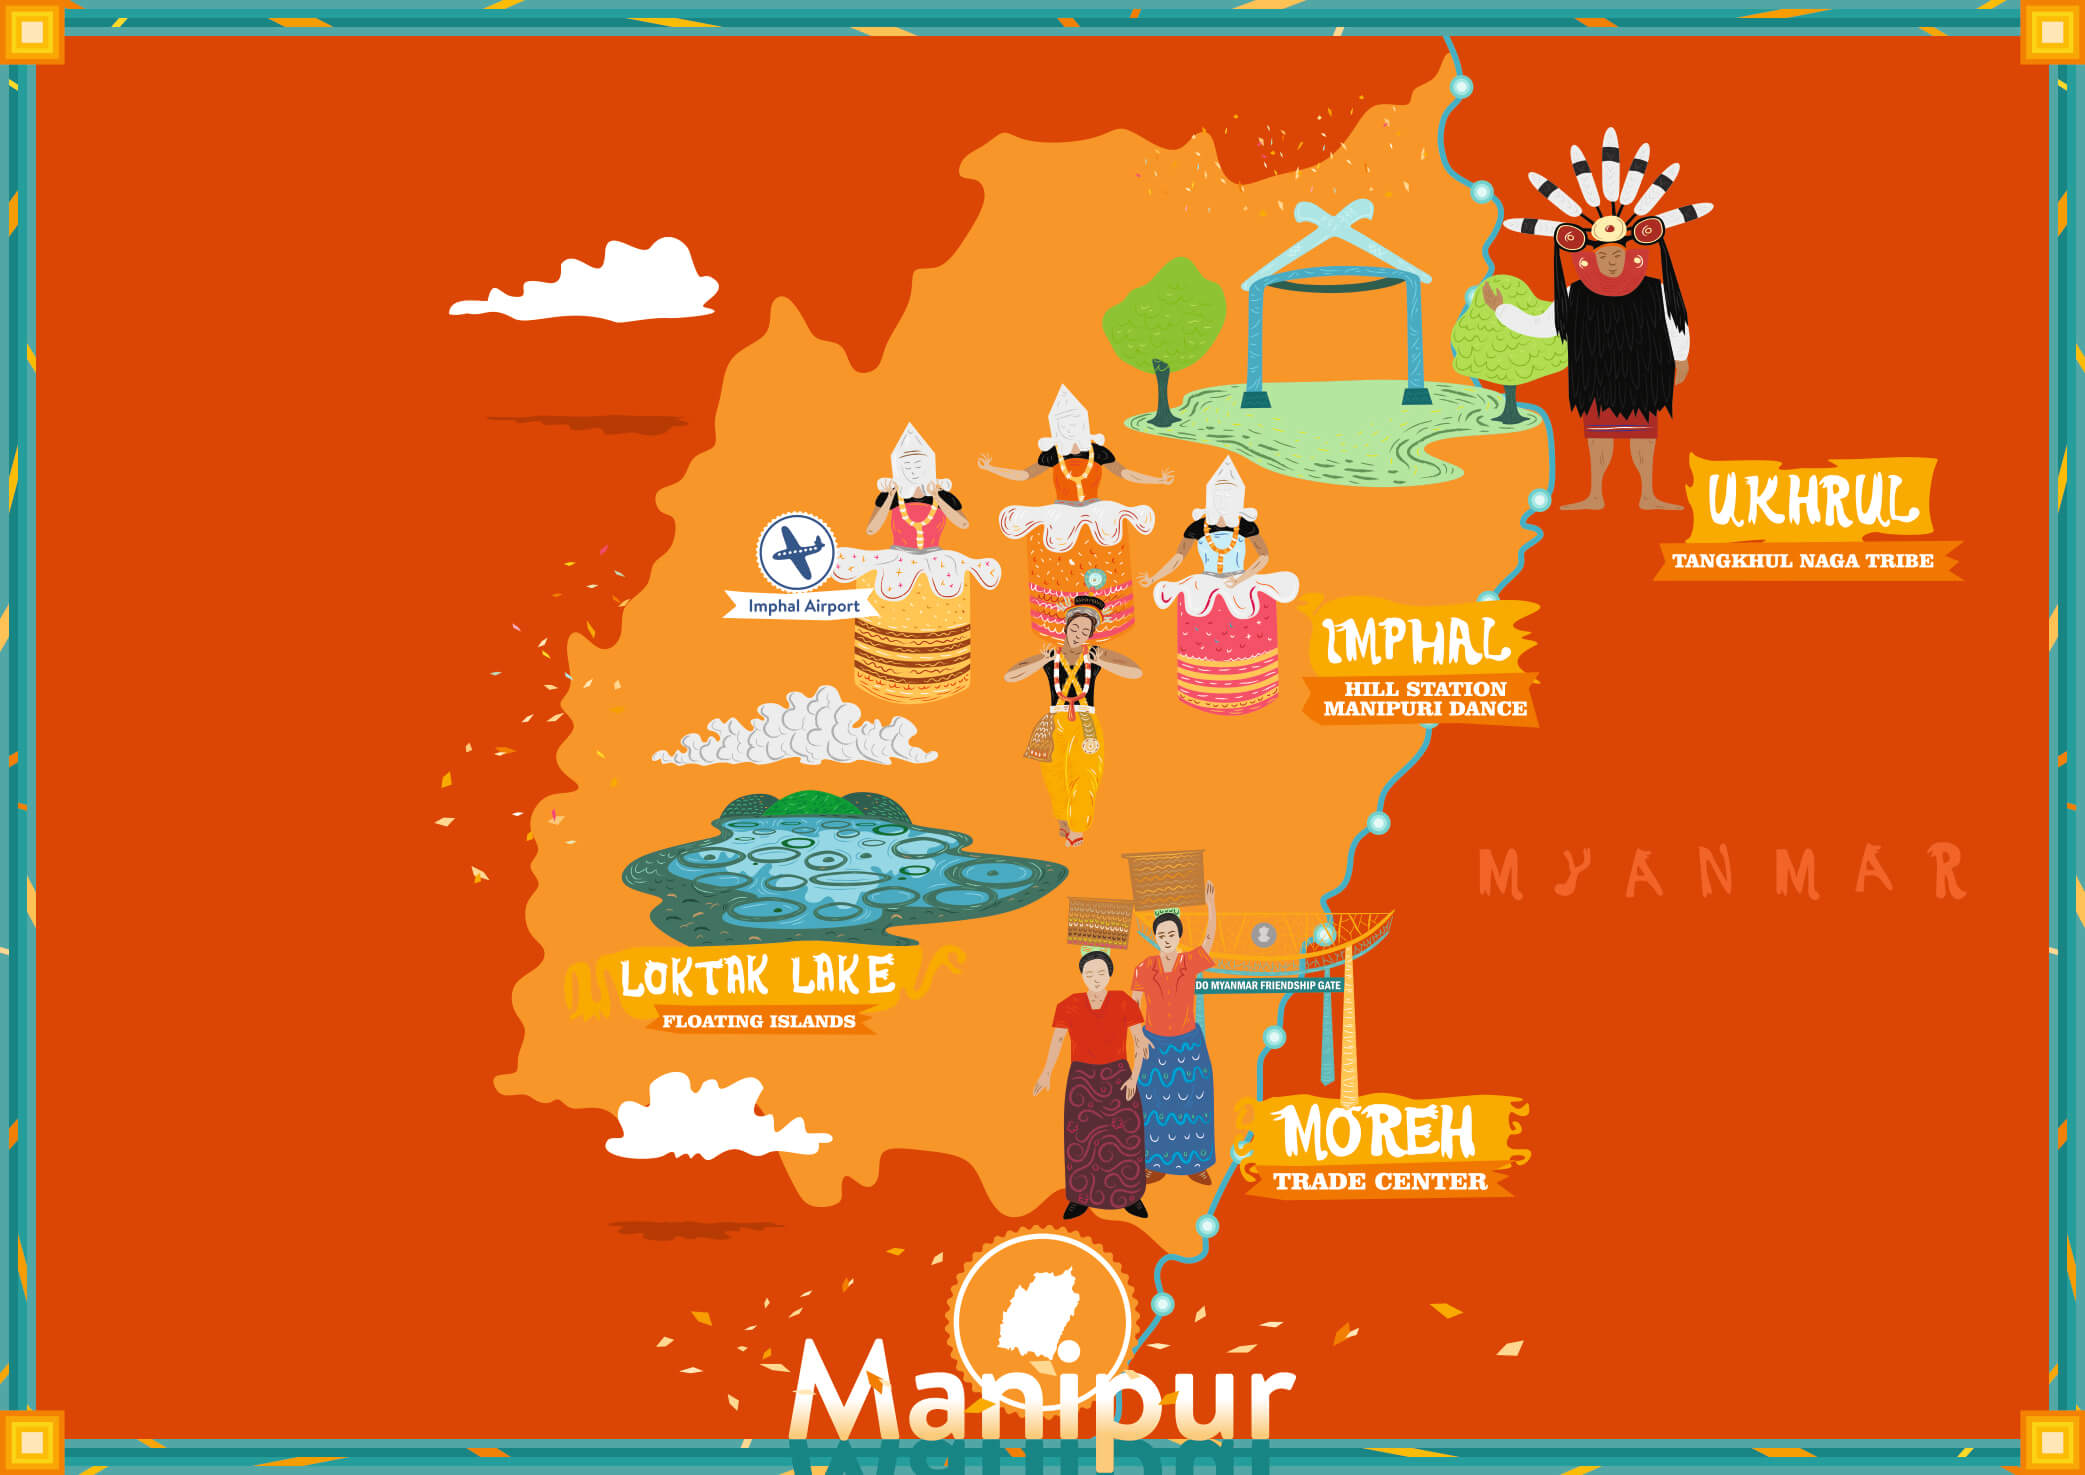 UKHRUL
TANGKHUL NAGA TRIBE
Imphal Airport
IMPHAL
HILL STATION
MANIPURI DANCE
MYANMAR
LOKTAK LAKE
FLOATING ISLANDS
DO MYANMAR FRIENDSHIP GATE
MOREH
TRADE CENTER
Manipur